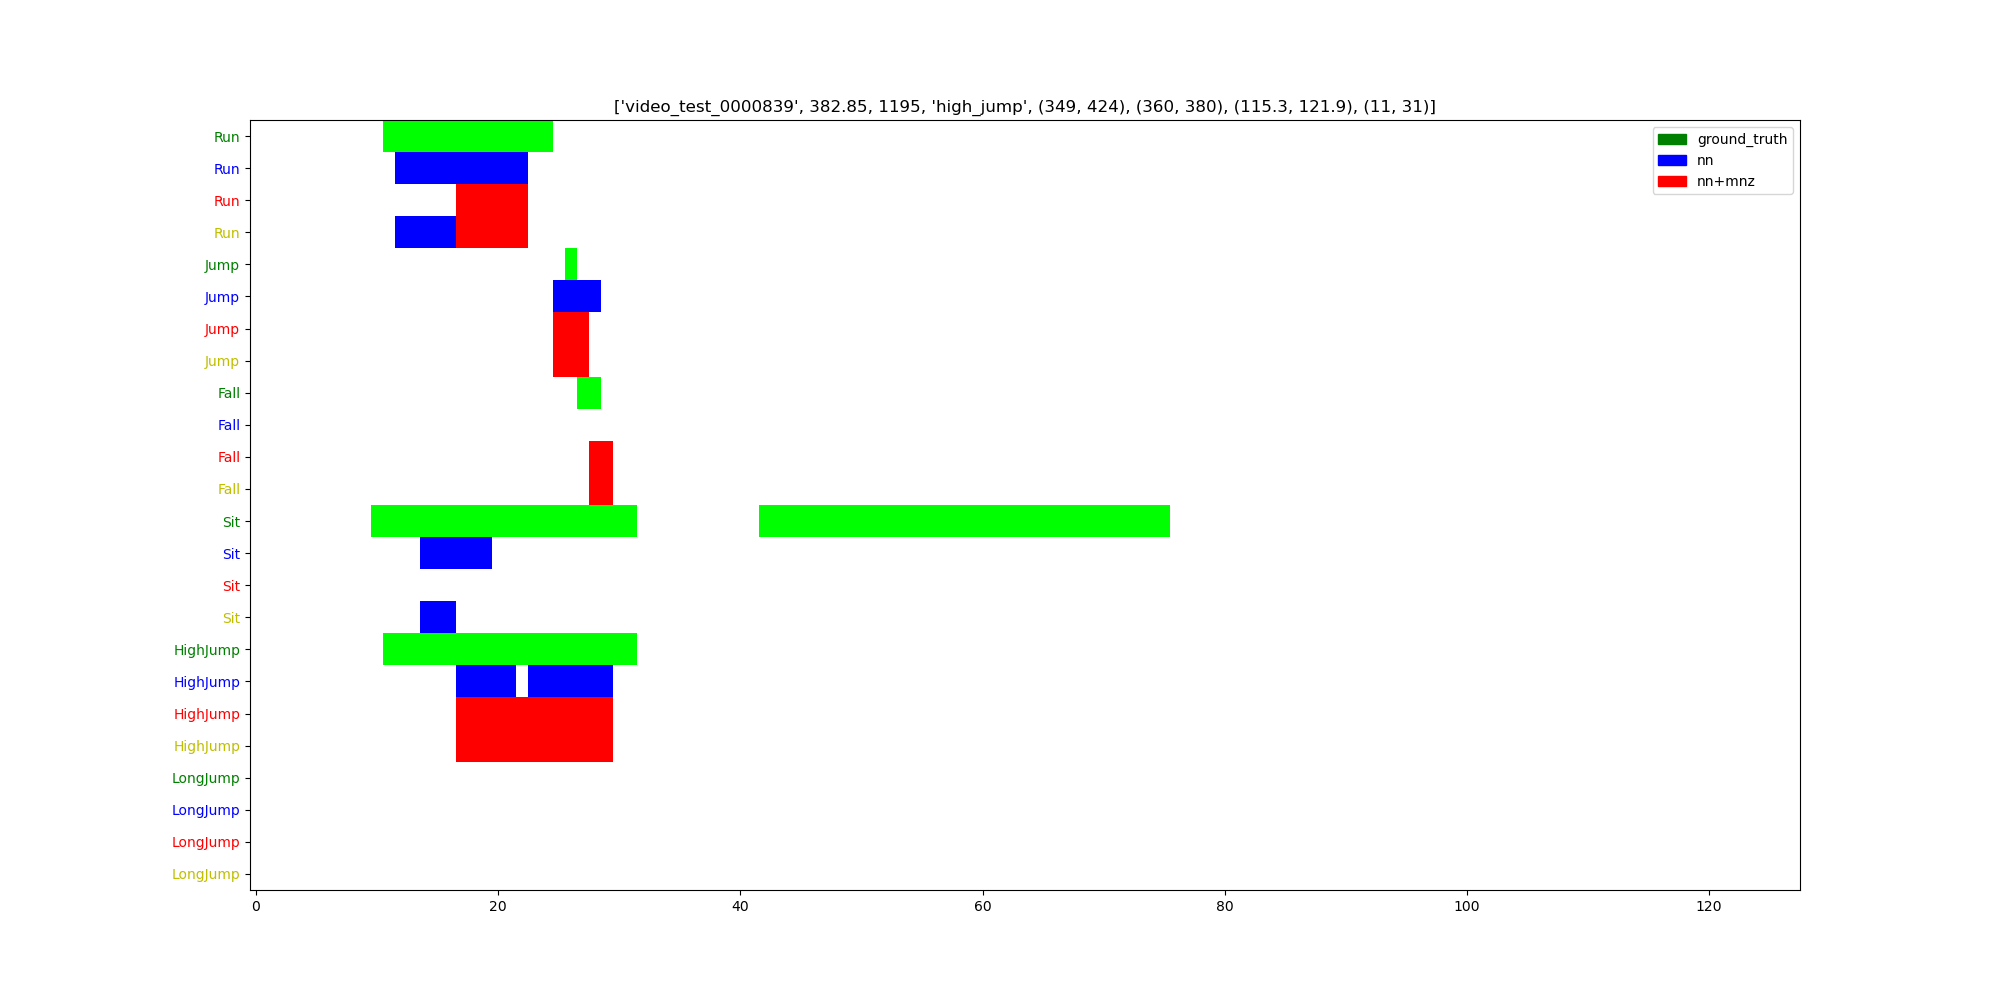 ['video_test_0000839', 382.85, 1195, 'high_jump', (349, 424), (360, 380), (115.3, 121.9), (11, 31)]
ground_truth
nn
nn+mnz
Run
Run
Run
Run
Jump
Jump
Jump
Jump
Fall
Fall
Fall
Fall
Sit
Sit
Sit
Sit
HighJump
HighJump
HighJump
HighJump
LongJump
LongJump
LongJump
LongJump
0 20 40 60 80 100 120